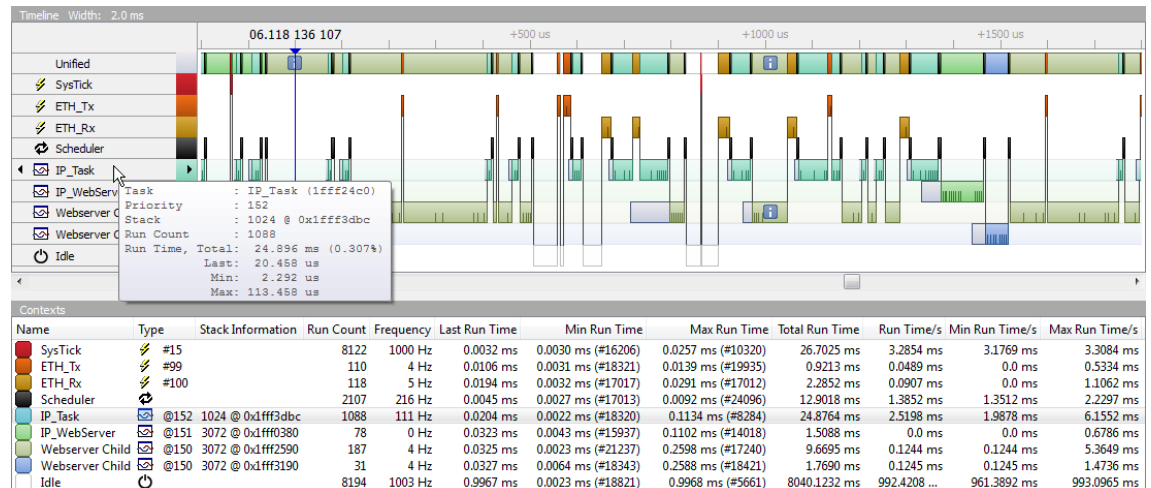 Timeline Width: 2.0 ms
06.118 136 107 +500 us +1000 us +1500 us
Unified
SysTick
ETH_Tx
ETH_Rx
Scheduler
IP_Task
IP_WebServ
Webserver C
Webserver C
Idle
Task : IP_Task (1fff24c0)
Priority : 152
Stack : 1024 @ 0x1fff3dbc
Run Count : 1088
Run Time, Total: 24.896 ms (0.307%)
Last: 20.458 us
Min: 2.292 us
Max: 113.458 us
Contexts
Name Type Stack Information Run Count Frequency Last Run Time Min Run Time Max Run Time Total Run Time Run Time/s Min Run Time/s Max Run Time/s
SysTick #15 8122 1000 Hz 0.0032 ms 0.0030 ms (#16206) 0.0257 ms (#10320) 26.7025 ms 3.2854 ms 3.1769 ms 3.3084 ms
ETH_Tx #99 110 4 Hz 0.0106 ms 0.0031 ms (#18321) 0.0139 ms (#19935) 0.9213 ms 0.0489 ms 0.0 ms 0.5334 ms
ETH_Rx #100 118 5 Hz 0.0194 ms 0.0032 ms (#17017) 0.0291 ms (#17012) 2.2852 ms 0.0907 ms 0.0 ms 1.1062 ms
Scheduler 2107 216 Hz 0.0045 ms 0.0027 ms (#17013) 0.0092 ms (#24096) 12.9018 ms 1.3852 ms 1.3512 ms 2.2297 ms
IP_Task @152 1024 @ 0x1fff3dbc 1088 111 Hz 0.0204 ms 0.0022 ms (#18320) 0.1134 ms (#8284) 24.8764 ms 2.5198 ms 1.9878 ms 6.1552 ms
IP_WebServer @151 3072 @ 0x1fff0380 78 0 Hz 0.0323 ms 0.0043 ms (#15937) 0.1102 ms (#14018) 1.5088 ms 0.0 ms 0.0 ms 0.6786 ms
Webserver Child @150 3072 @ 0x1fff2590 187 4 Hz 0.0325 ms 0.0023 ms (#21237) 0.2598 ms (#17240) 9.6695 ms 0.1244 ms 0.1244 ms 5.3649 ms
Webserver Child @150 3072 @ 0x1fff3190 31 4 Hz 0.0327 ms 0.0064 ms (#18343) 0.2588 ms (#18421) 1.7690 ms 0.1245 ms 0.1245 ms 1.4736 ms
Idle 8194 1003 Hz 0.9967 ms 0.0023 ms (#18821) 0.9968 ms (#5661) 8040.1232 ms 992.4208 ... 961.3892 ms 993.0965 ms